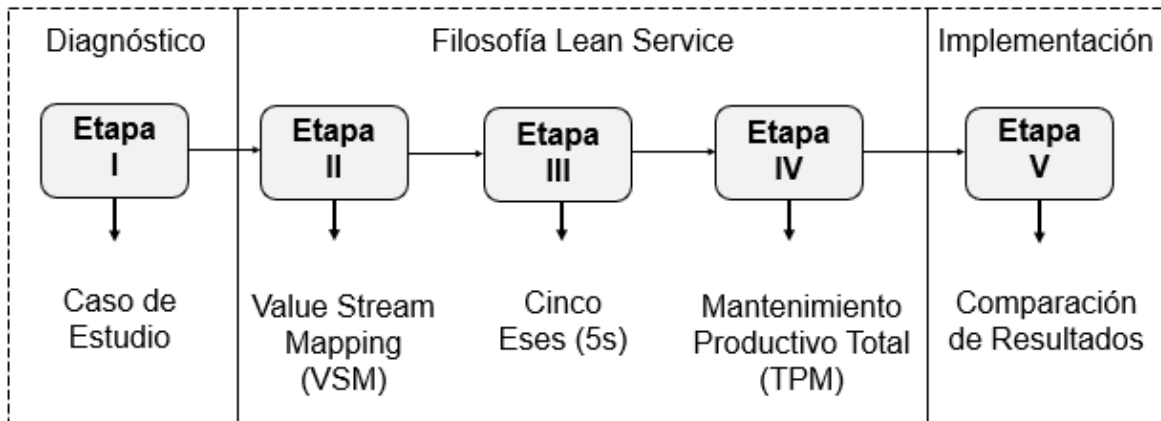 Diagnóstico
Filosofía Lean Service
Implementación
Etapa
I
Etapa
II
Etapa
III
Etapa
IV
Etapa
V
Caso de
Estudio
Value Stream
Mapping
(VSM)
Cinco
Eses (5s)
Mantenimiento
Productivo Total
(TPM)
Comparación
de Resultados